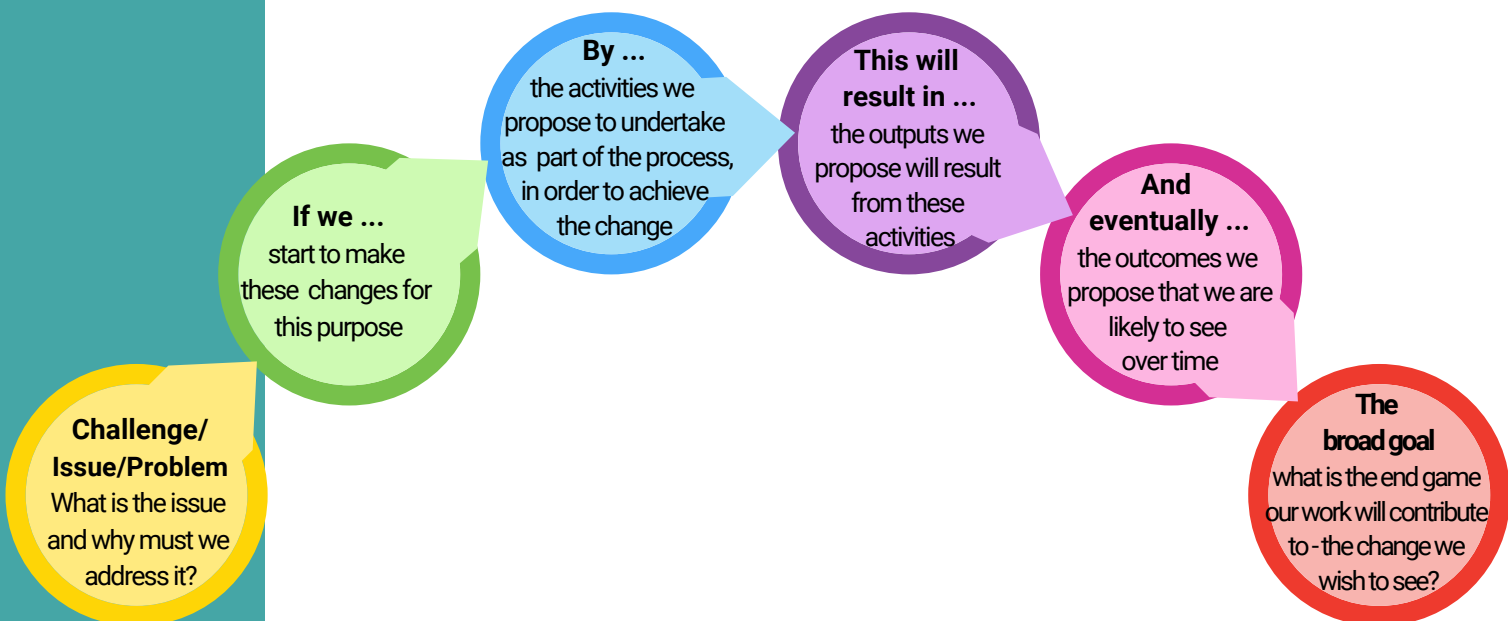 Challenge/
Issue/Problem
What is the issue
and why must we
address it?
If we ...
start to make
these changes for
this purpose
By ...
the activities we
propose to undertake
as part of the process,
in order to achieve
the change
This will
result in ...
the outputs we
propose will result
from these
activities
And
eventually ...
the outcomes we
propose that we are
likely to see
over time
The
broad goal
what is the end game
our work will contribute
to - the change we
wish to see?